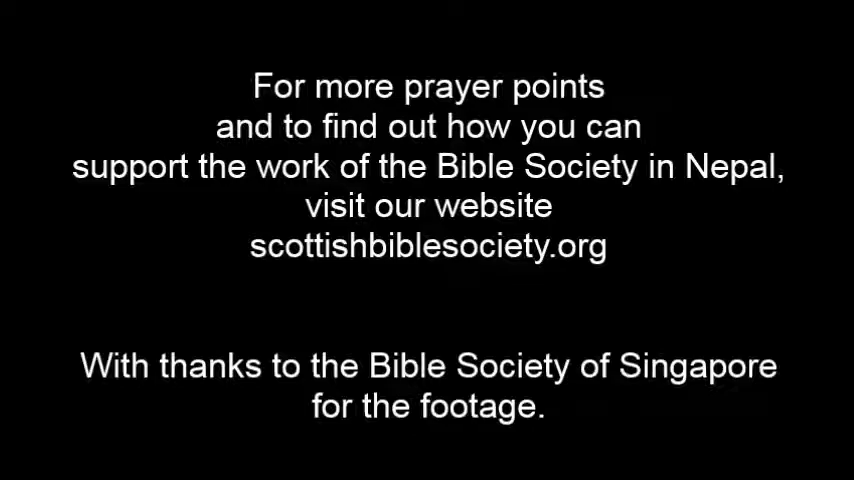 For more prayer points
and to find out how you can
support the work of the Bible Society in Nepal,
visit our website
scottishbiblesociety.org
With thanks to the Bible Society of Singapore
for the footage.